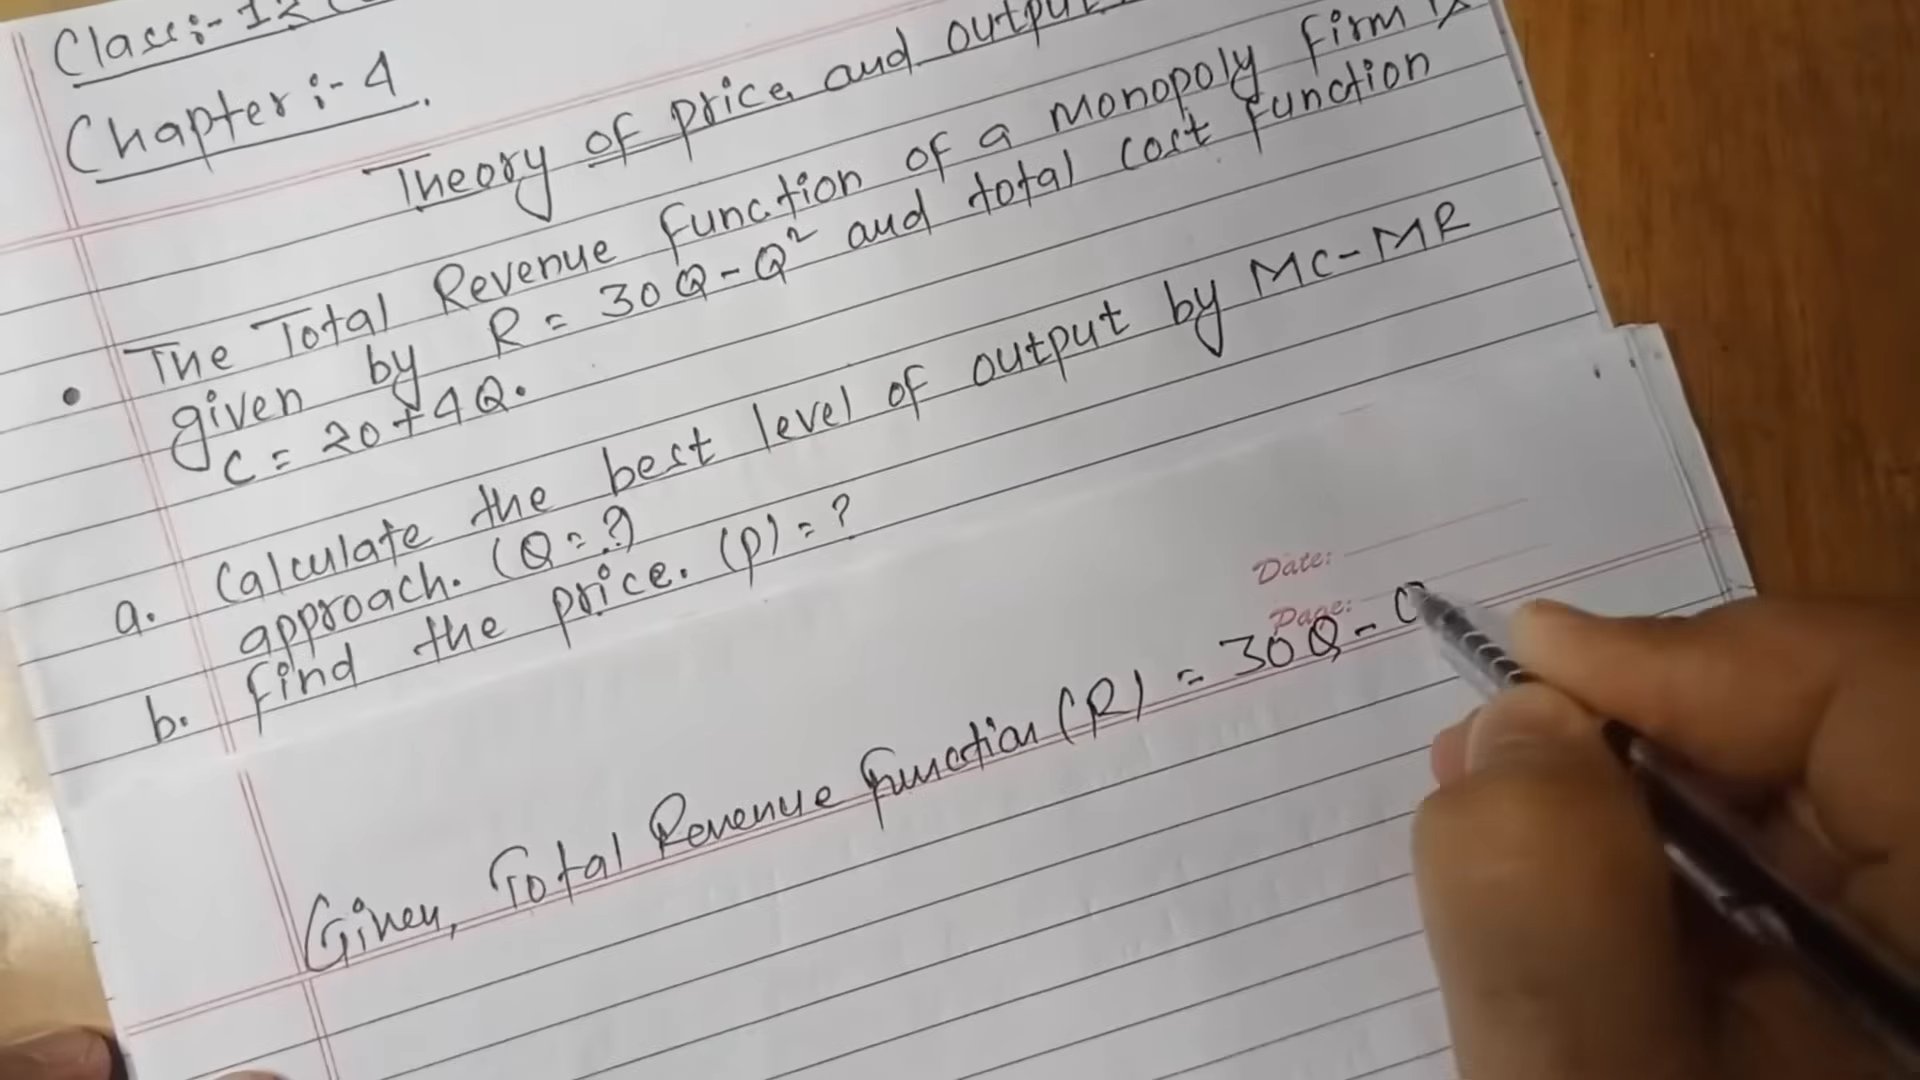 Class:- 12
Chapter:- 4
Theory of price and output
• The Total Revenue function of a monopoly firm is
given by R = 30Q - Q² and total cost function
C = 20 + 4Q.
a. Calculate the best level of output by MC-MR
approach. (Q = ?)
b. Find the price. (P) = ?
Date:
Page:
Given, Total Revenue function (R) = 30Q -